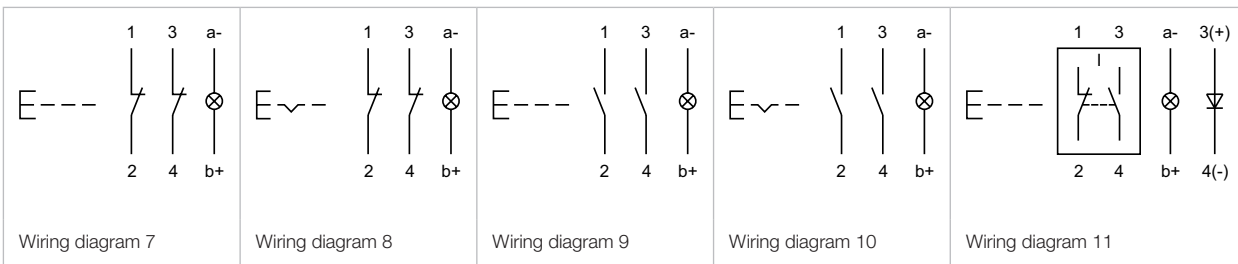 1 3 a-
2 4 b+
Wiring diagram 7
1 3 a-
2 4 b+
Wiring diagram 8
1 3 a-
2 4 b+
Wiring diagram 9
1 3 a-
2 4 b+
Wiring diagram 10
1 3 a- 3(+)
2 4 b+ 4(-)
Wiring diagram 11